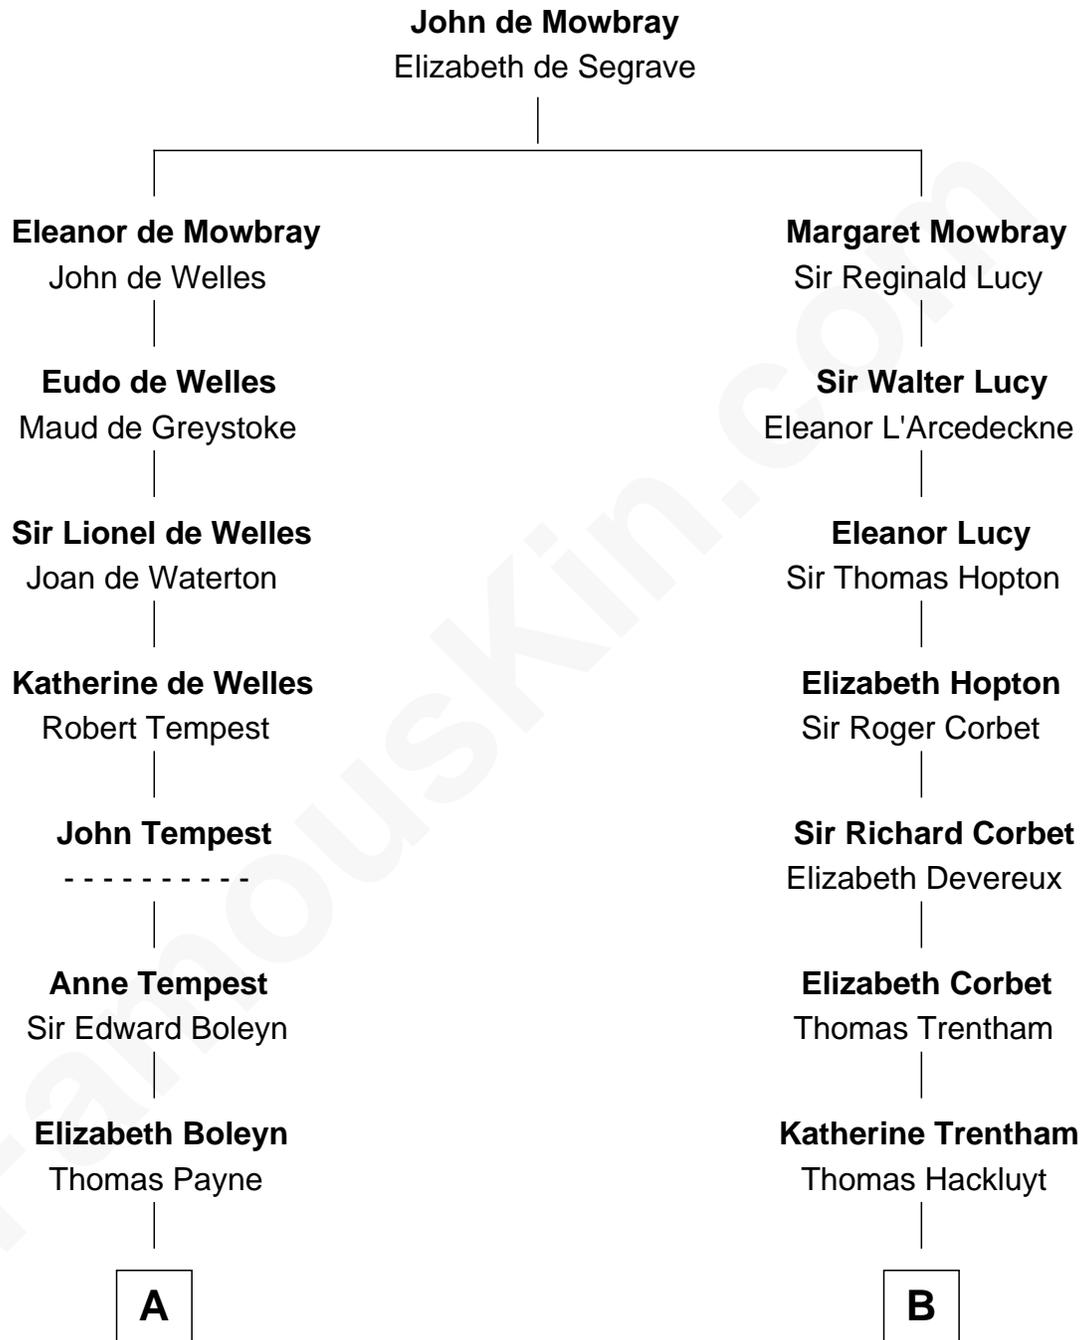 John de Mowbray
Elizabeth de Segrave
Eleanor de Mowbray
John de Welles
Margaret Mowbray
Sir Reginald Lucy
Eudo de Welles
Maud de Greystoke
Sir Walter Lucy
Eleanor L'Arcedeckne
Sir Lionel de Welles
Joan de Waterton
Eleanor Lucy
Sir Thomas Hopton
Katherine de Welles
Robert Tempest
Elizabeth Hopton
Sir Roger Corbet
John Tempest
- - - - - - - - - -
Sir Richard Corbet
Elizabeth Devereux
Anne Tempest
Sir Edward Boleyn
Elizabeth Corbet
Thomas Trentham
Elizabeth Boleyn
Thomas Payne
Katherine Trentham
Thomas Hackluyt
A
B
FamousKin.com